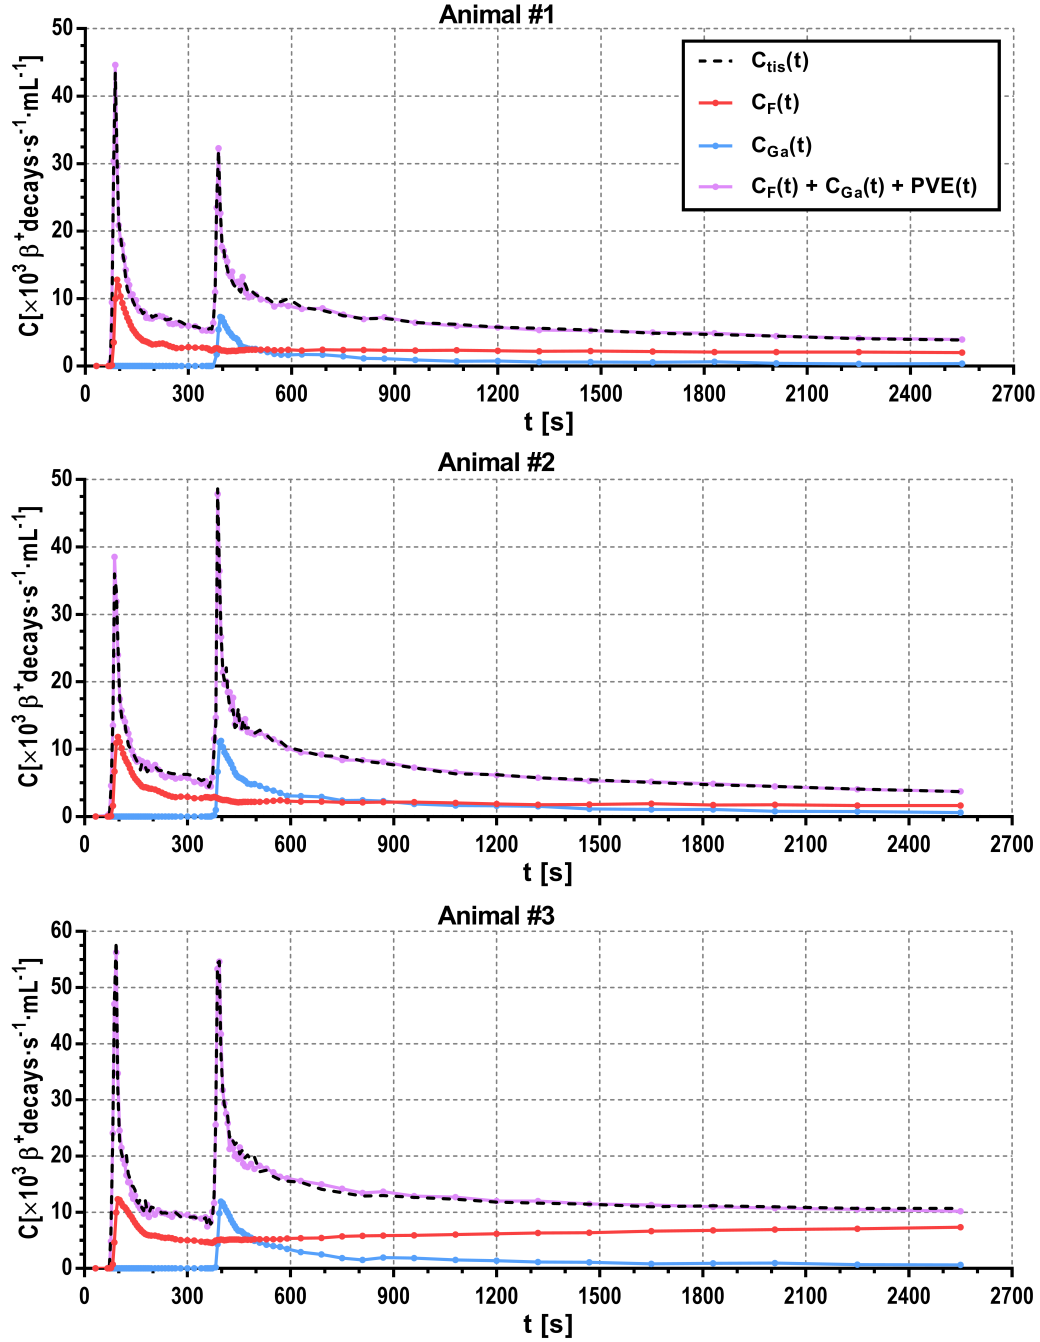 Animal #1
50
40
30
20
10
0
C[×10³ β⁺decays·s⁻¹·mL⁻¹]
C_tis(t)
C_F(t)
C_Ga(t)
C_F(t) + C_Ga(t) + PVE(t)
0 300 600 900 1200 1500 1800 2100 2400 2700
t [s]
Animal #2
50
40
30
20
10
0
C[×10³ β⁺decays·s⁻¹·mL⁻¹]
0 300 600 900 1200 1500 1800 2100 2400 2700
t [s]
Animal #3
60
50
40
30
20
10
0
C[×10³ β⁺decays·s⁻¹·mL⁻¹]
0 300 600 900 1200 1500 1800 2100 2400 2700
t [s]